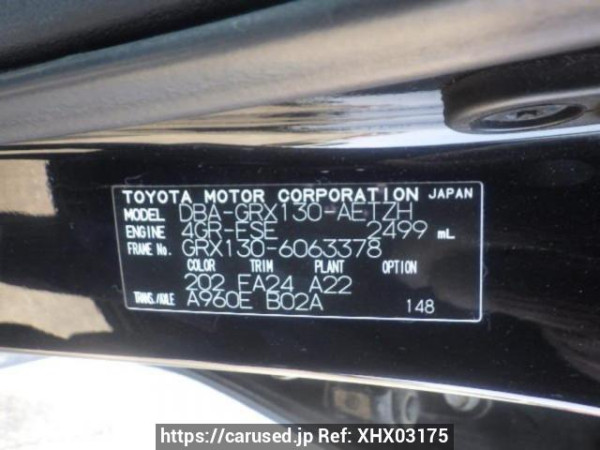 TOYOTA MOTOR CORPORATION JAPAN
MODEL DBA-GRX130-AETZH
ENGINE 4GR-FSE 2499 mL
FRAME No. GRX130-6063378
COLOR TRIM PLANT OPTION
202 FA24 A22
TRANS./AXLE A960E B02A 148
https://carused.jp Ref: XHX03175